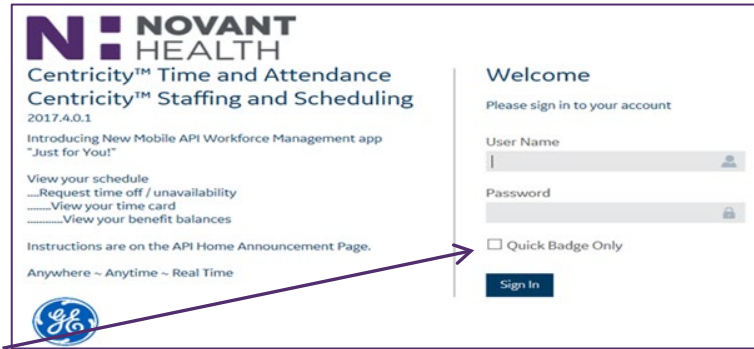 NOVANT
HEALTH
Centricity™ Time and Attendance
Centricity™ Staffing and Scheduling
2017.4.0.1
Introducing New Mobile API Workforce Management app
"Just for You!"
View your schedule
....Request time off / unavailability
........View your time card
............View your benefit balances
Instructions are on the API Home Announcement Page.
Anywhere ~ Anytime ~ Real Time
GE
Welcome
Please sign in to your account
User Name
Password
Quick Badge Only
Sign In